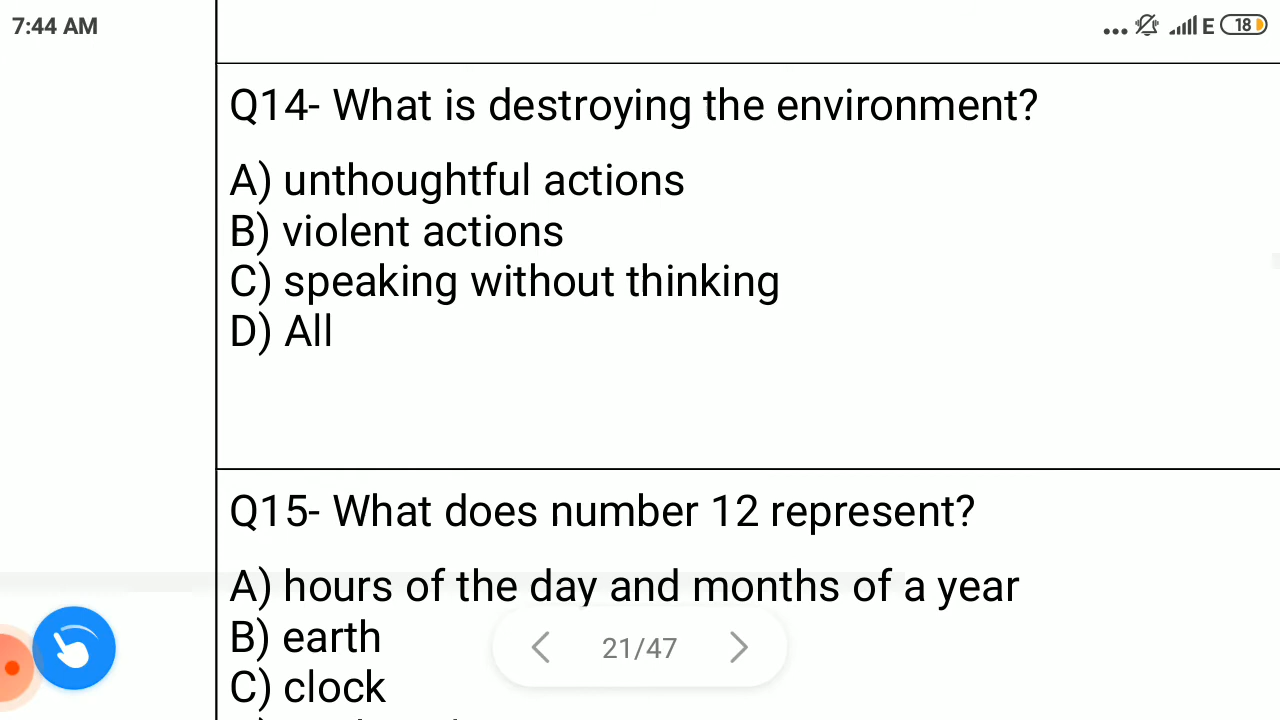 7:44 AM
E 18
Q14- What is destroying the environment?
A) unthoughtful actions
B) violent actions
C) speaking without thinking
D) All
Q15- What does number 12 represent?
A) hours of the day and months of a year
B) earth
C) clock
21/47